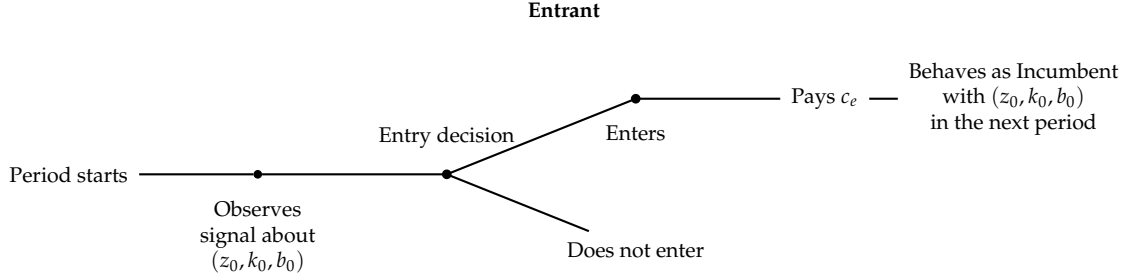 Entrant
Period starts
Observes
signal about
(z₀, k₀, b₀)
Entry decision
Enters
Does not enter
Pays cₑ
Behaves as Incumbent
with (z₀, k₀, b₀)
in the next period